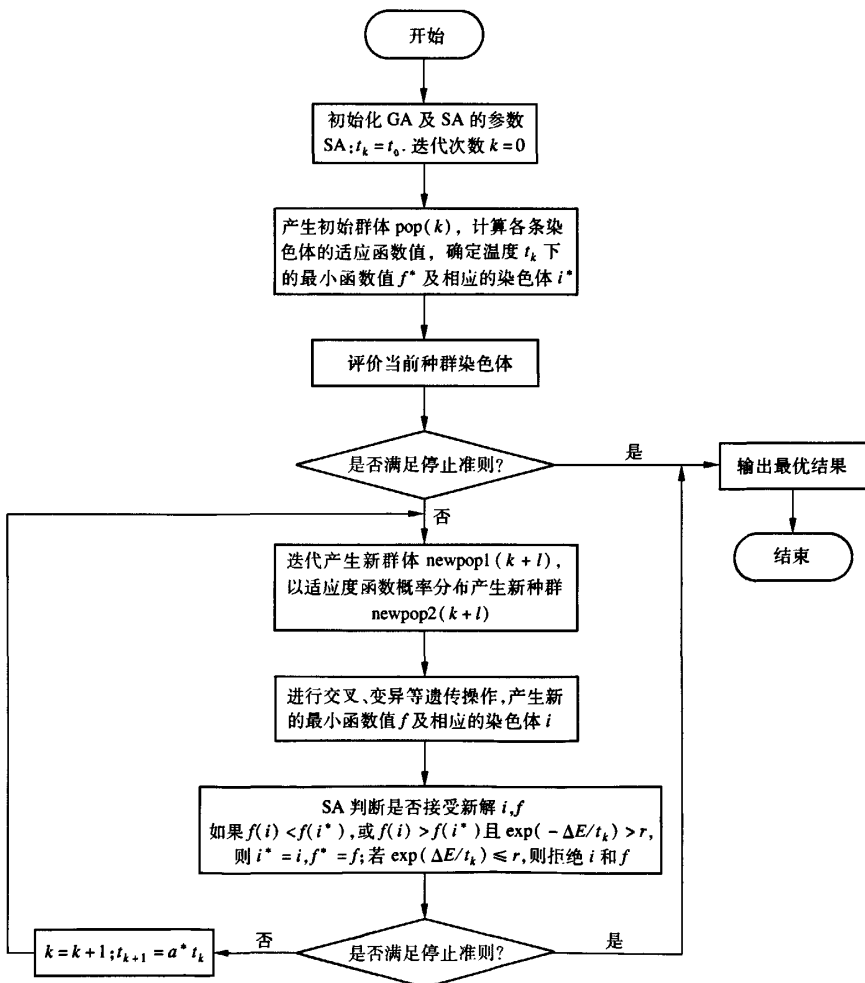 开始
初始化 GA 及 SA 的参数
SA:t_k = t_0. 迭代次数 k = 0
产生初始群体 pop(k), 计算各条染
色体的适应函数值, 确定温度 t_k 下
的最小函数值 f* 及相应的染色体 i*
评价当前种群染色体
是否满足停止准则?
是
输出最优结果
结束
否
迭代产生新群体 newpop1(k+l),
以适应度函数概率分布产生新种群
newpop2(k+l)
进行交叉、变异等遗传操作,产生新
的最小函数值 f 及相应的染色体 i
SA 判断是否接受新解 i,f
如果 f(i) < f(i*), 或 f(i) > f(i*) 且 exp(-ΔE/t_k) > r,
则 i* = i, f* = f; 若 exp(ΔE/t_k) ≤ r, 则拒绝 i 和 f
是否满足停止准则?
是
否
k = k+1; t_{k+1} = a* t_k